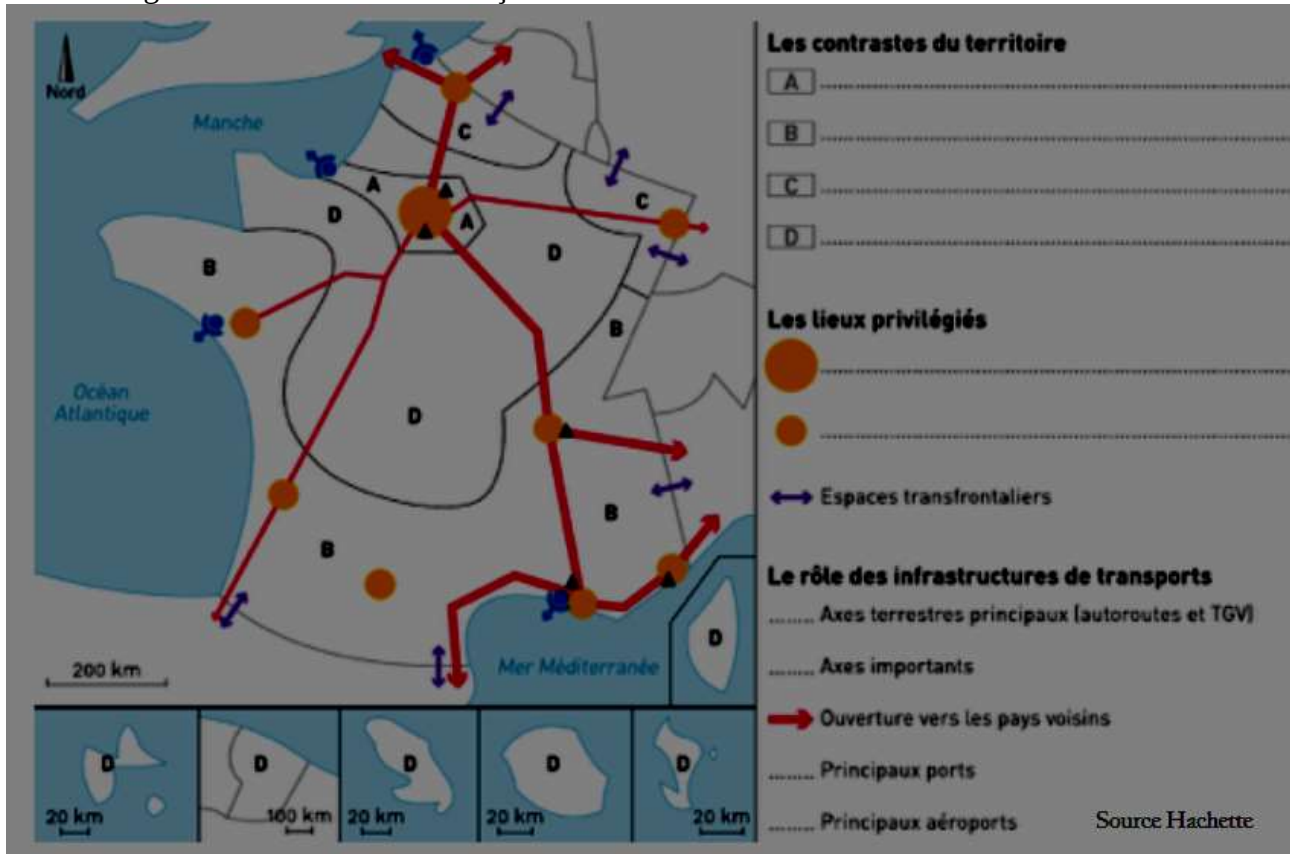 Nord
Manche
Océan
Atlantique
Mer Méditerranée
200 km
C
C
A
A
D
D
B
B
D
B
B
D
D
20 km
D
100 km
D
20 km
D
20 km
D
20 km
Les contrastes du territoire
A ........................................
B ........................................
C ........................................
D ........................................
Les lieux privilégiés
........................................
........................................
Espaces transfrontaliers
Le rôle des infrastructures de transports
........ Axes terrestres principaux (autoroutes et TGV)
........ Axes importants
Ouverture vers les pays voisins
........ Principaux ports
........ Principaux aéroports
Source Hachette